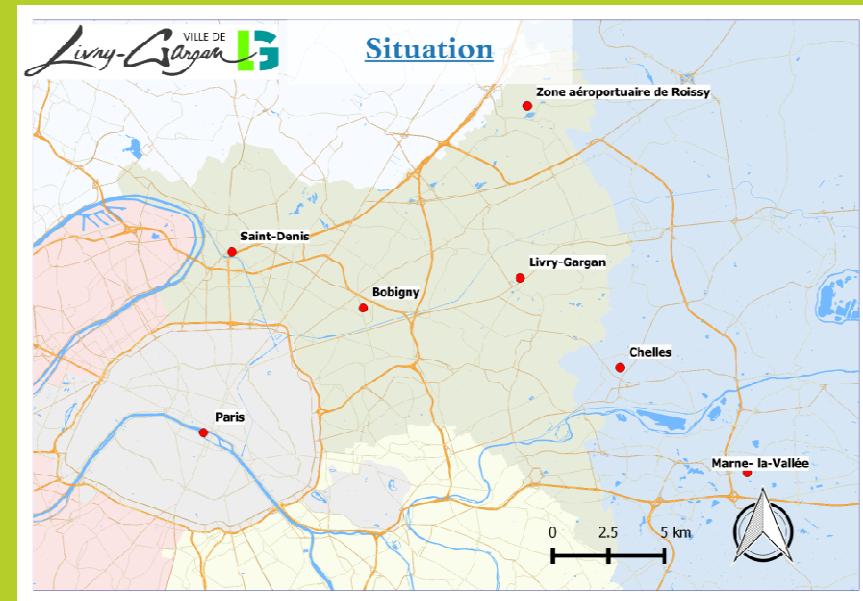 VILLE DE
Livry-Gargan LG
Situation
Zone aéroportuaire de Roissy
Saint-Denis
Livry-Gargan
Bobigny
Chelles
Paris
Marne- la-Vallée
0 2.5 5 km